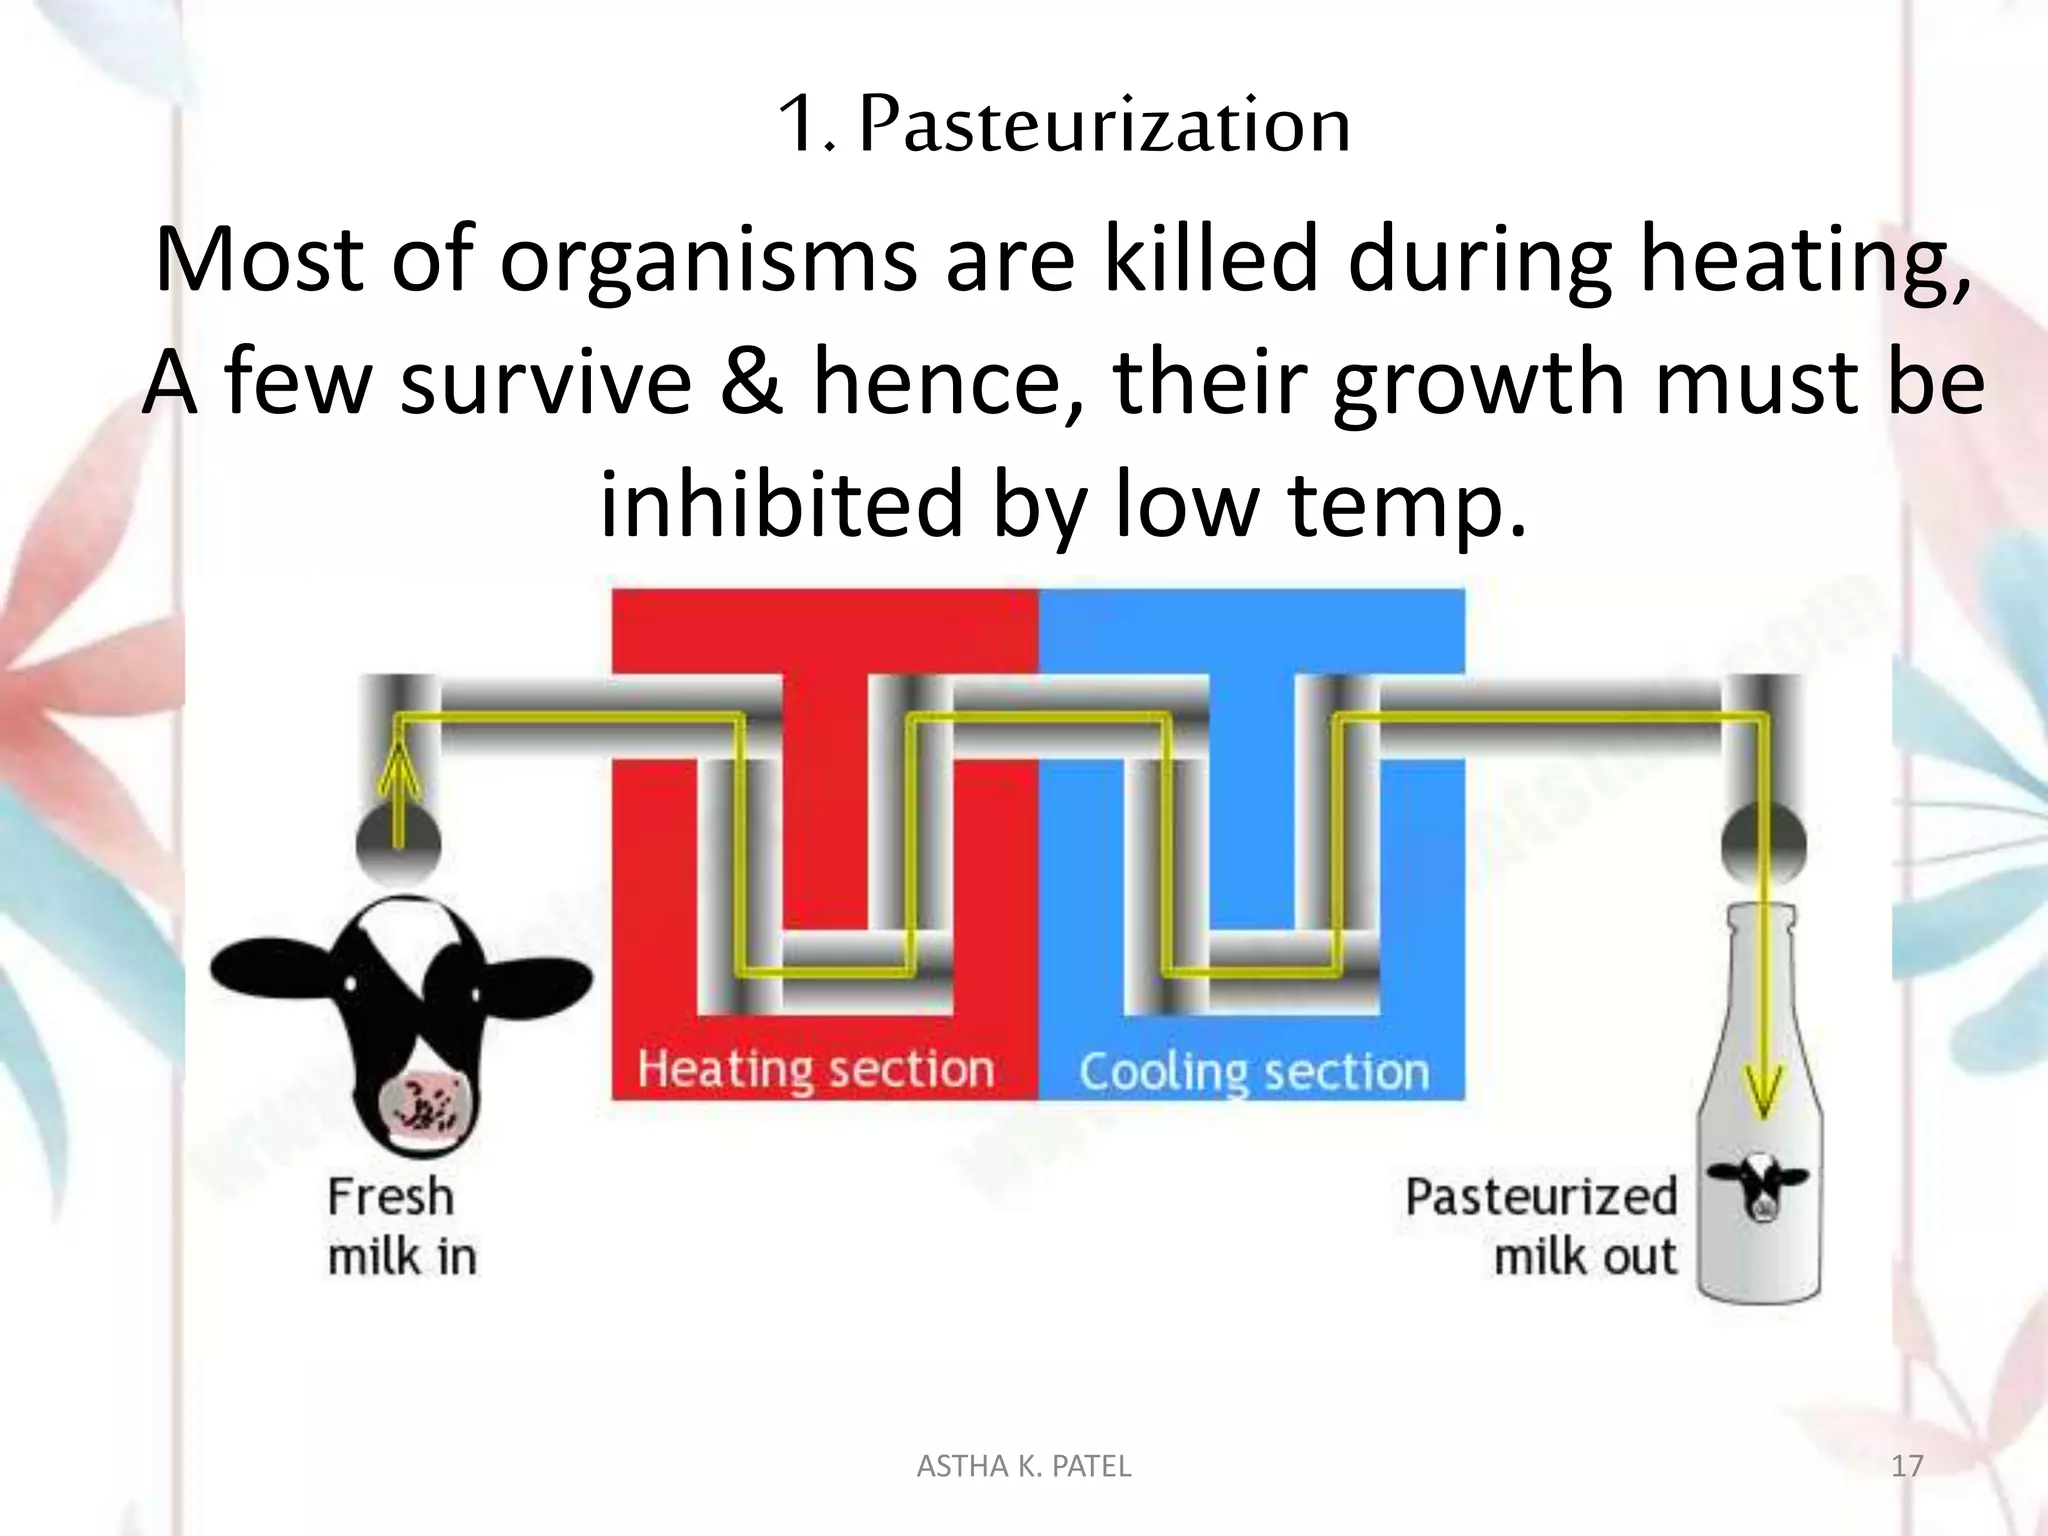 1. Pasteurization
Most of organisms are killed during heating,
A few survive & hence, their growth must be
inhibited by low temp.
Heating section
Cooling section
Fresh
milk in
Pasteurized
milk out
ASTHA K. PATEL
17